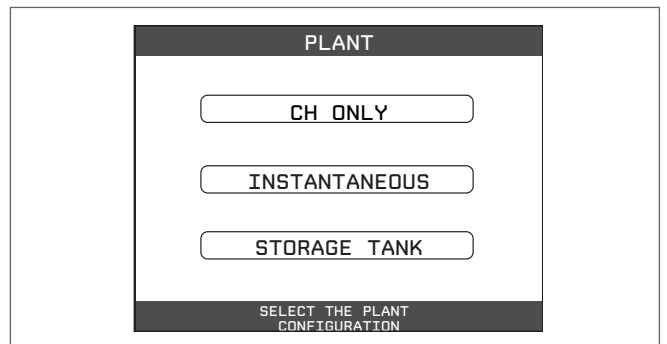 PLANT
CH ONLY
INSTANTANEOUS
STORAGE TANK
SELECT THE PLANT
CONFIGURATION